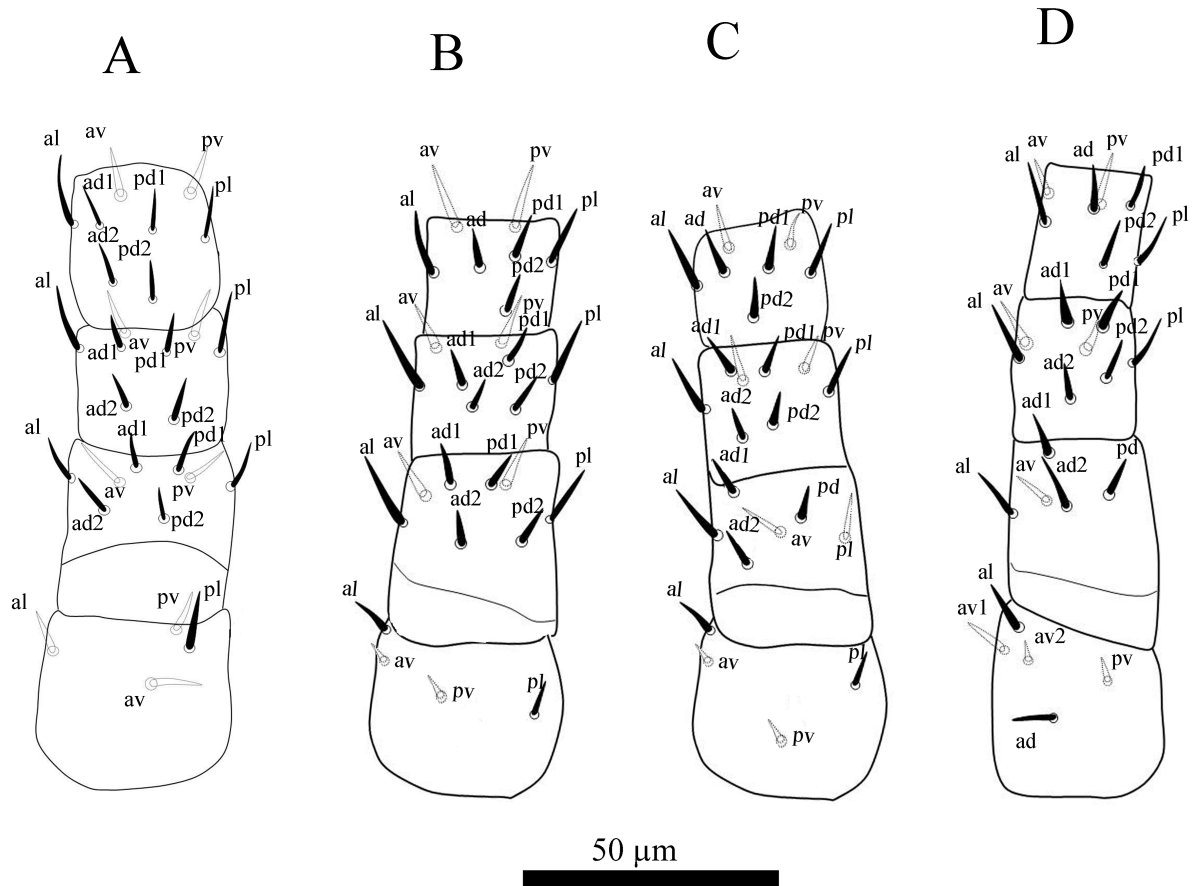 A B C D
al av pv
ad1 pd1 pl
ad2 pd2
al av pv pl
ad1 pd1
ad2 pd2
al ad1 pd1 pl
av pv
ad2 pd2
al pv pl
av
av pv
al ad pd1 pl
pd2
al av pv pl
ad1 pd1
ad2 pd2
al av ad1 pd1 pv pl
ad2 pd2
al
av pv pl
av pv
al ad pd1 pl
pd2
al ad1 pd1 pv pl
ad2 pd2
ad1
al pd
ad2 av pl
al
av pl
pv
av pv
al ad pd1
pd2 pl
al av ad1 pd1 pl
pv pd2
ad2
ad1
al av ad2 pd
al
av1 av2
pv
ad
50 µm